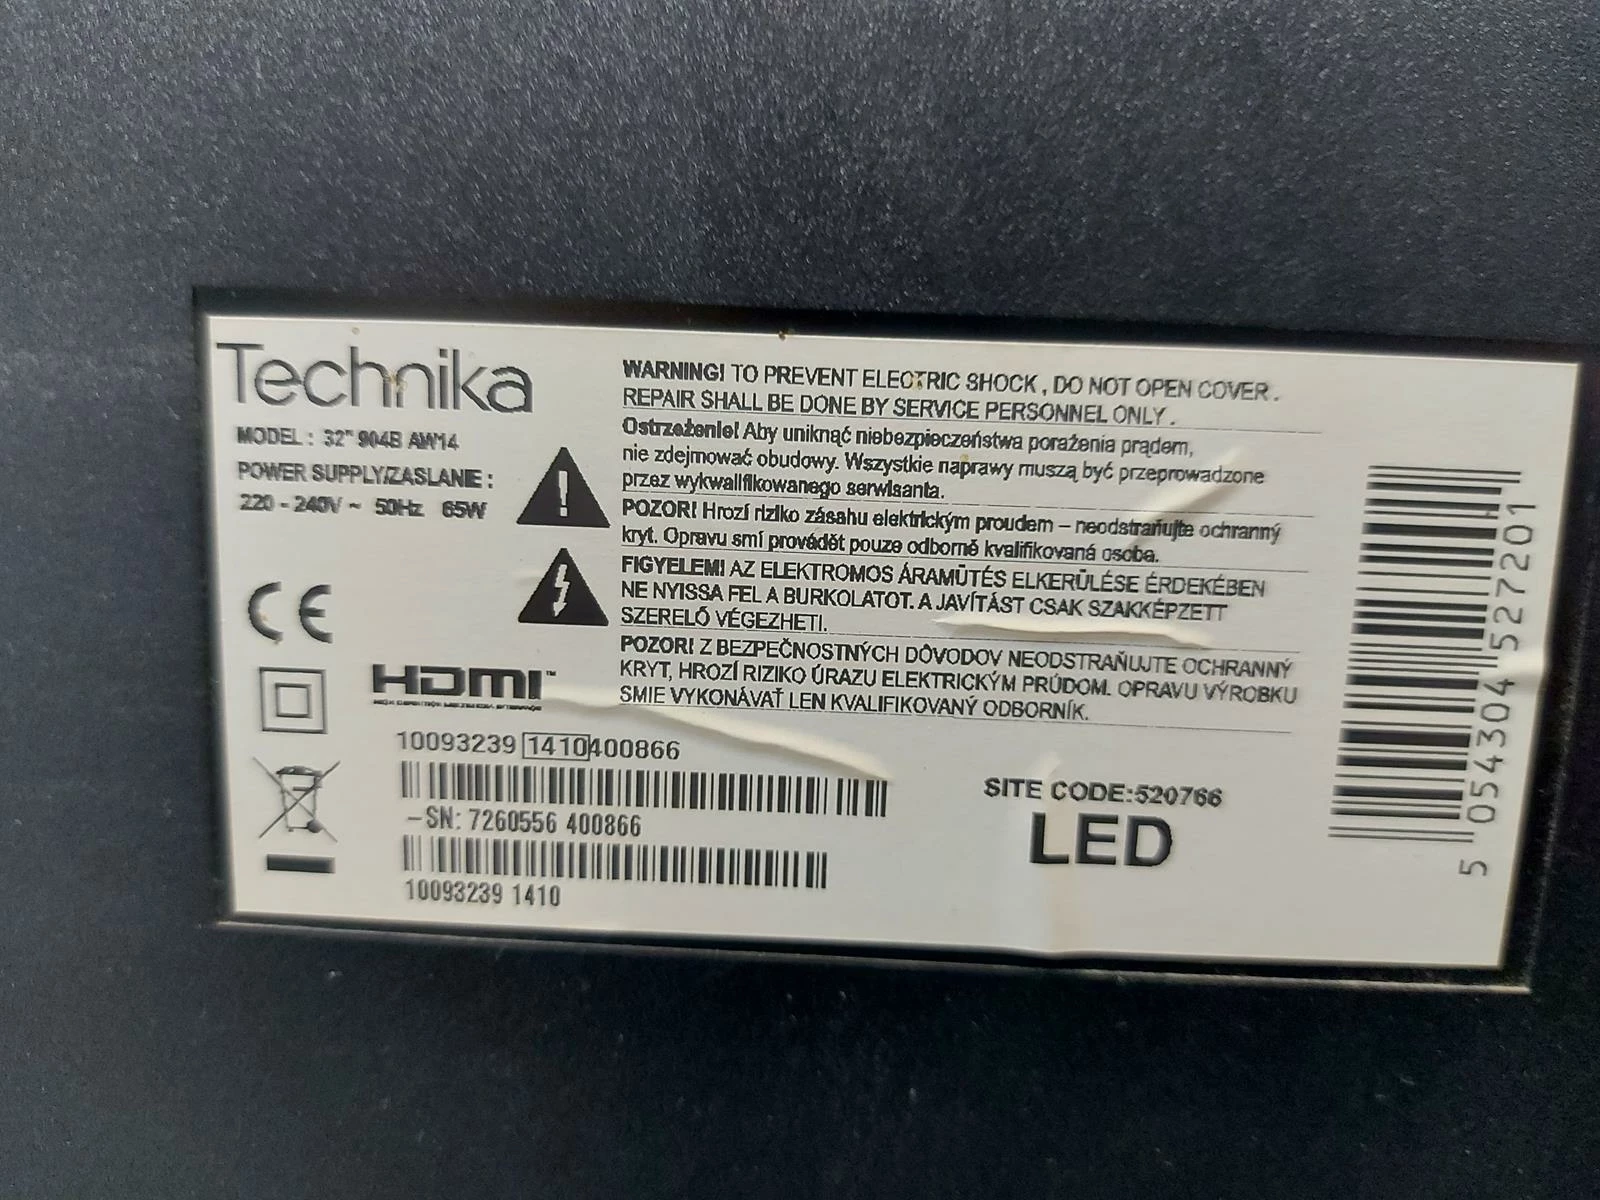 Technika
MODEL : 32" 904B AW14
POWER SUPPLY/ZASLANIE :
220 - 240V ~ 50Hz 65W
WARNING! TO PREVENT ELECTRIC SHOCK , DO NOT OPEN COVER .
REPAIR SHALL BE DONE BY SERVICE PERSONNEL ONLY .
Ostrzeżenie! Aby uniknąć niebezpieczeństwa porażenia prądem,
nie zdejmować obudowy. Wszystkie naprawy muszą być przeprowadzone
przez wykwalifikowanego serwisanta.
POZOR! Hrozí riziko zásahu elektrickým proudem – neodstraňujte ochranný
kryt. Opravu smí provádět pouze odborně kvalifikovaná osoba.
FIGYELEM! AZ ELEKTROMOS ÁRAMÜTÉS ELKERÜLÉSE ÉRDEKÉBEN
NE NYISSA FEL A BURKOLATOT. A JAVÍTÁST CSAK SZAKKÉPZETT
SZERELŐ VÉGEZHETI.
POZOR! Z BEZPEČNOSTNÝCH DÔVODOV NEODSTRAŇUJTE OCHRANNÝ
KRYT, HROZÍ RIZIKO ÚRAZU ELEKTRICKÝM PRÚDOM. OPRAVU VÝROBKU
SMIE VYKONÁVAŤ LEN KVALIFIKOVANÝ ODBORNÍK.
CE
HDMI™
HIGH DEFINITION MULTIMEDIA INTERFACE
10093239 1410 400866
-SN: 7260556 400866
10093239 1410
SITE CODE:520766
LED
5 054304 527201